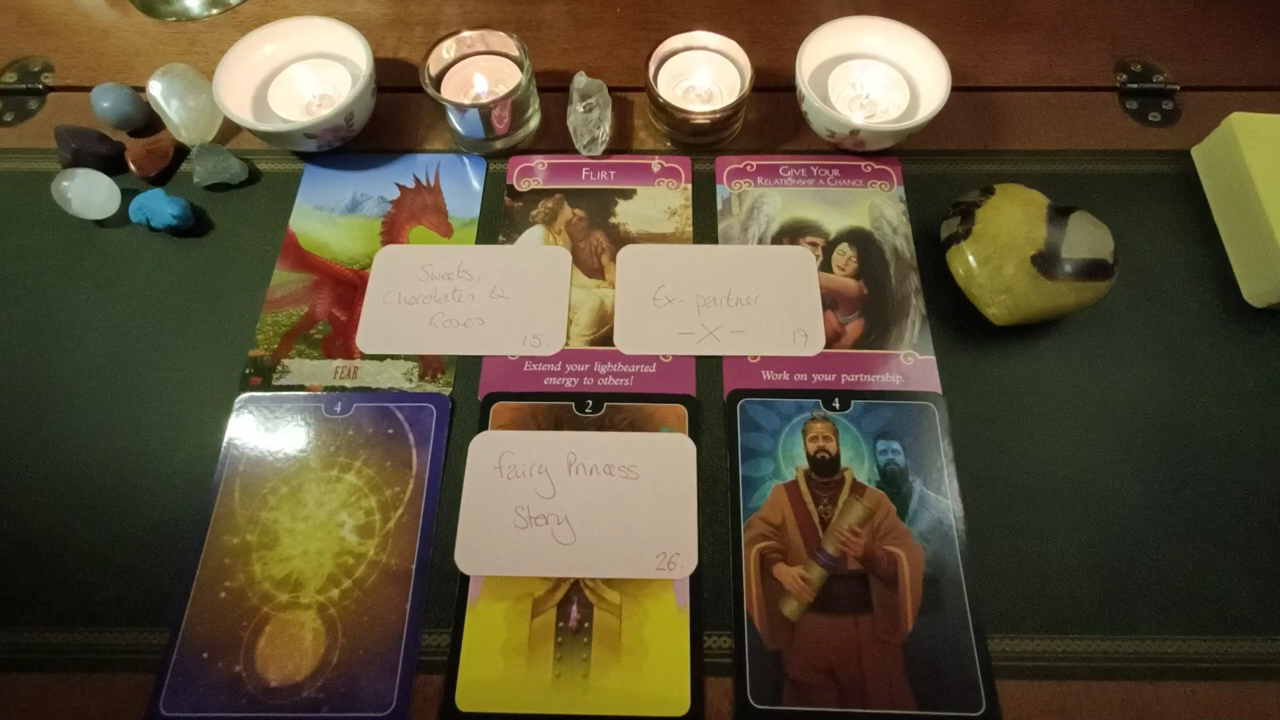 FLIRT
GIVE YOUR
RELATIONSHIP A CHANCE
Sweets,
Chocolates &
Roses
15
Ex-partner
-X-
17
FEAR
Extend your lighthearted
energy to others!
Work on your partnership.
4
2
4
fairy Princess
Story
26.